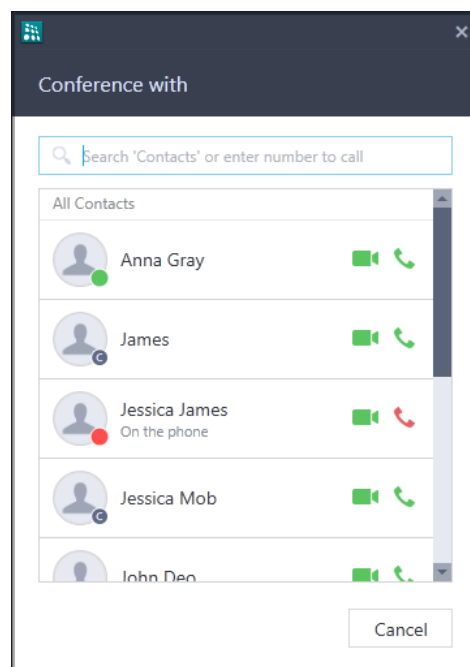 Conference with
Search 'Contacts' or enter number to call
All Contacts
Anna Gray
James
C
Jessica James
On the phone
Jessica Mob
C
John Deo
Cancel